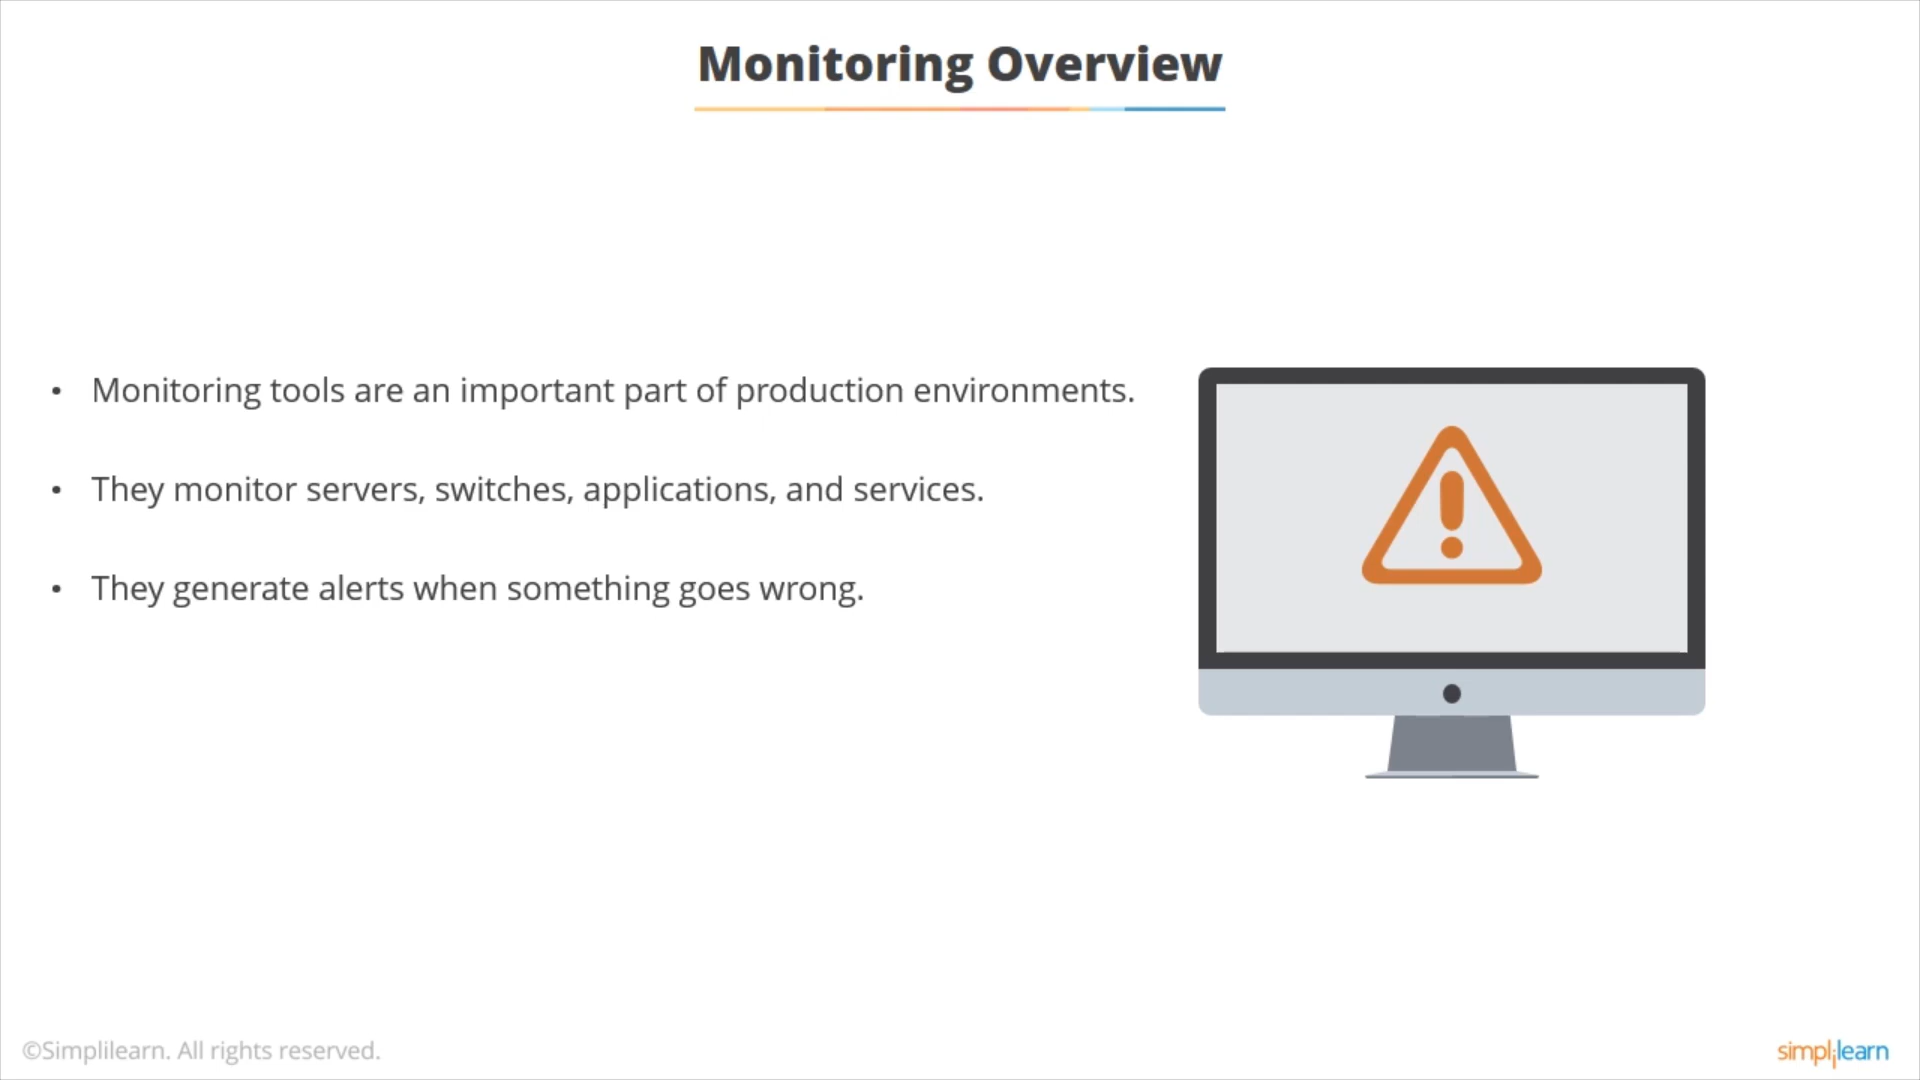 Monitoring Overview
• Monitoring tools are an important part of production environments.
• They monitor servers, switches, applications, and services.
• They generate alerts when something goes wrong.
©Simplilearn. All rights reserved.
simplilearn